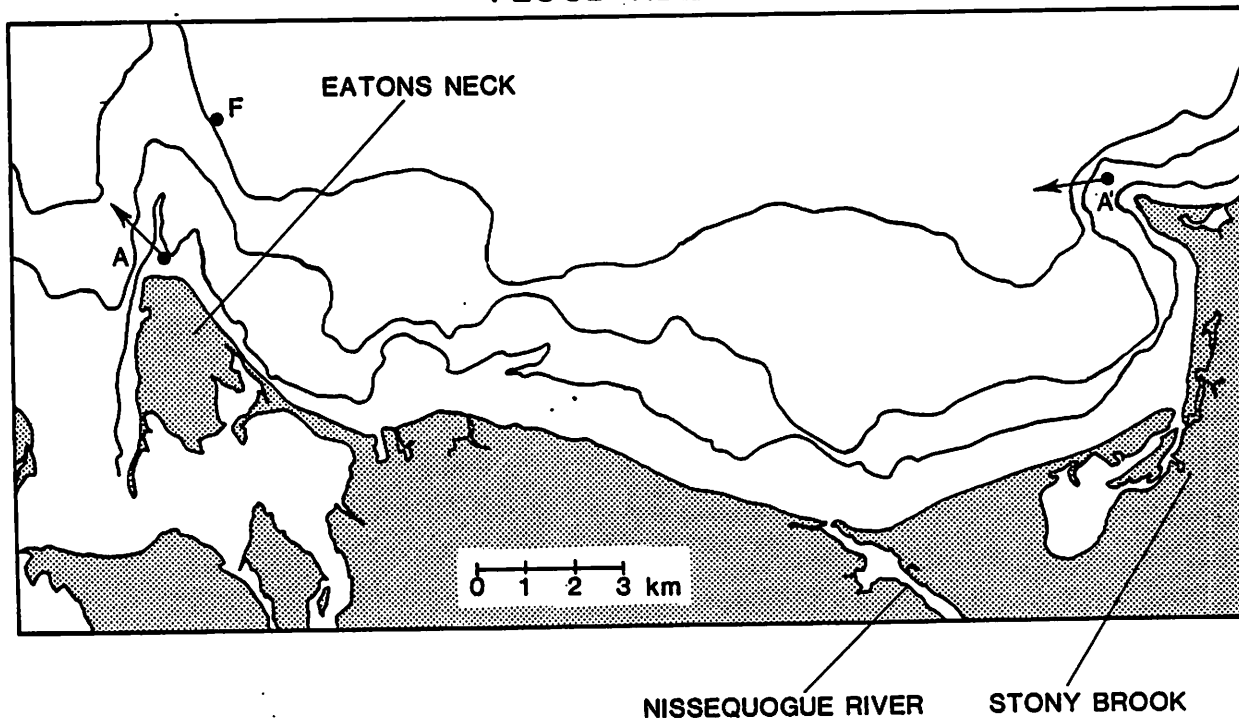 EATONS NECK
F
A
A'
0 1 2 3 km
NISSEQUOGUE RIVER
STONY BROOK